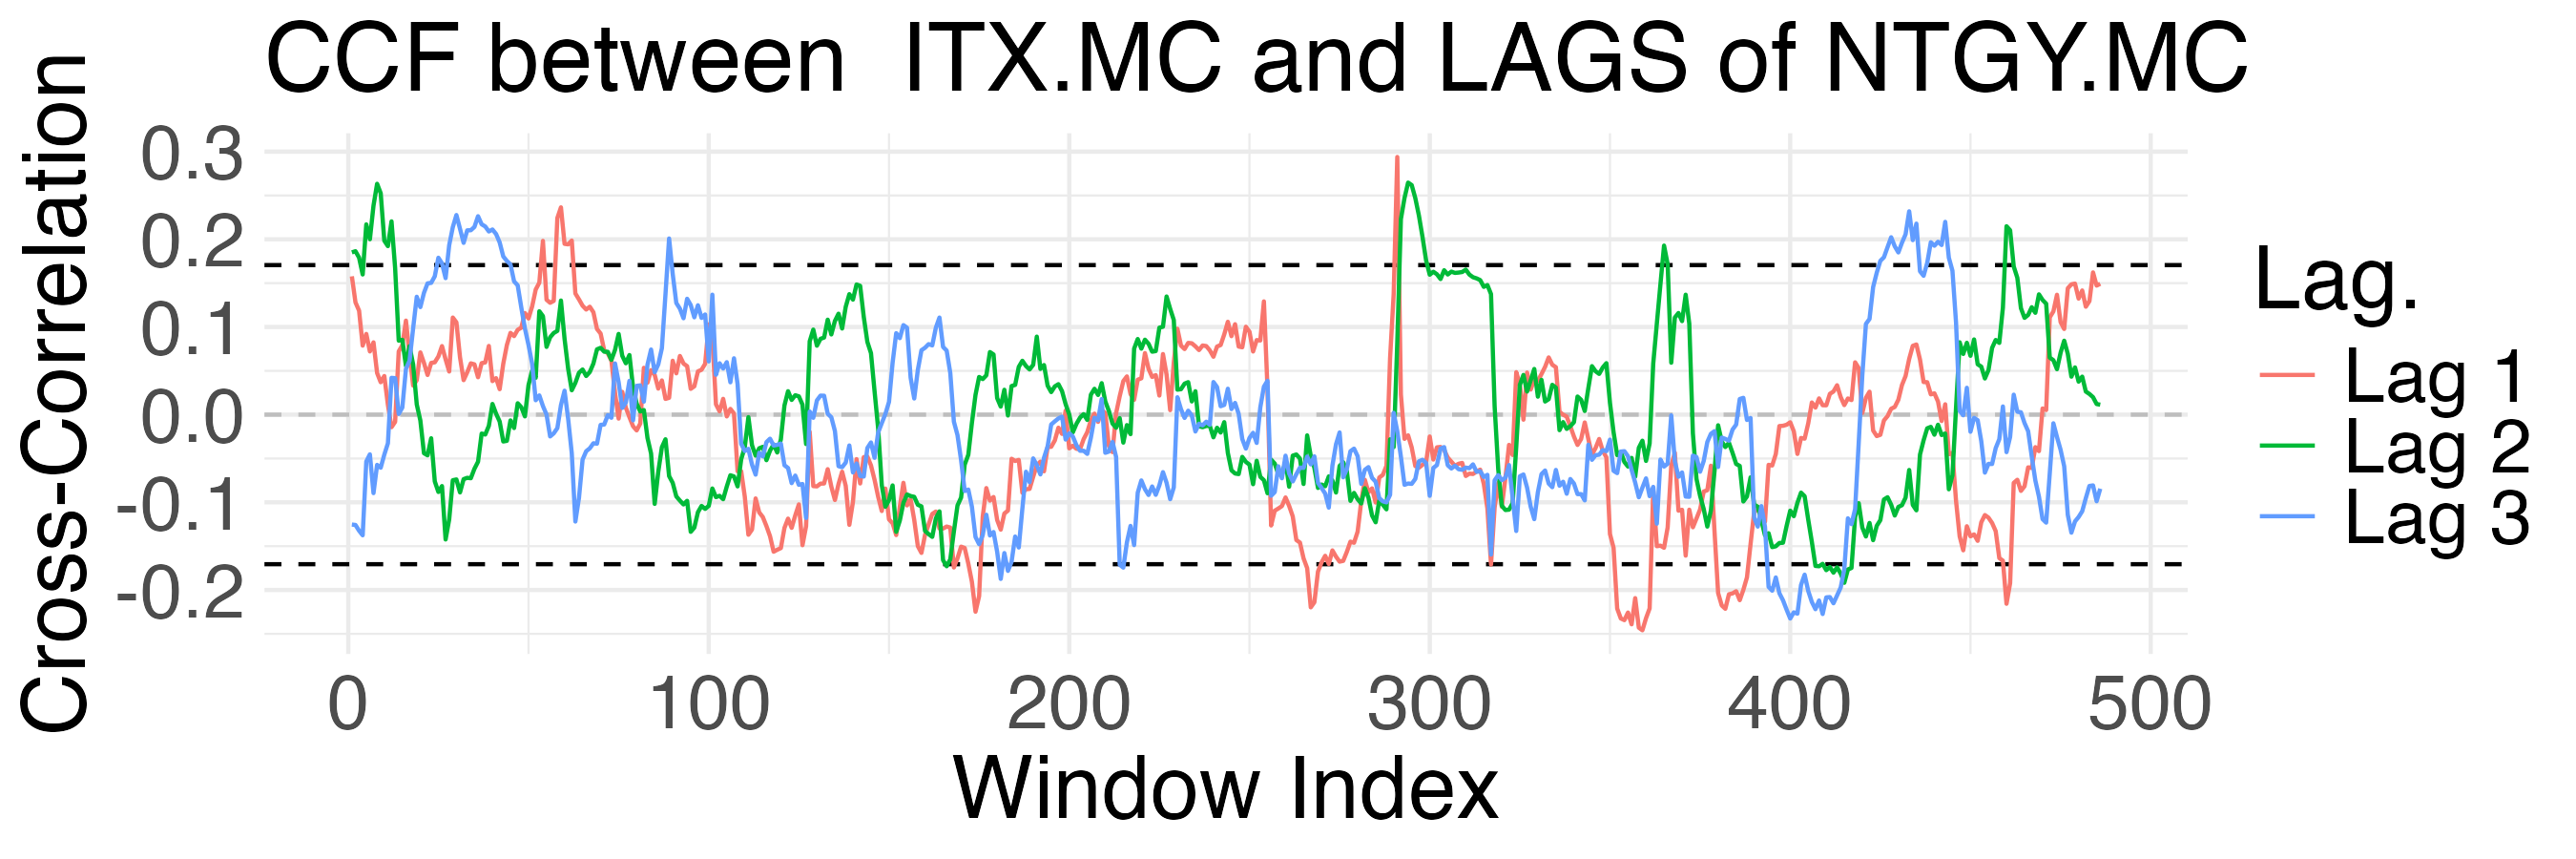 CCF between  ITX.MC and LAGS of NTGY.MC
Cross-Correlation
0.3
0.2
0.1
0.0
-0.1
-0.2
0 100 200 300 400 500
Window Index
Lag.
Lag 1
Lag 2
Lag 3